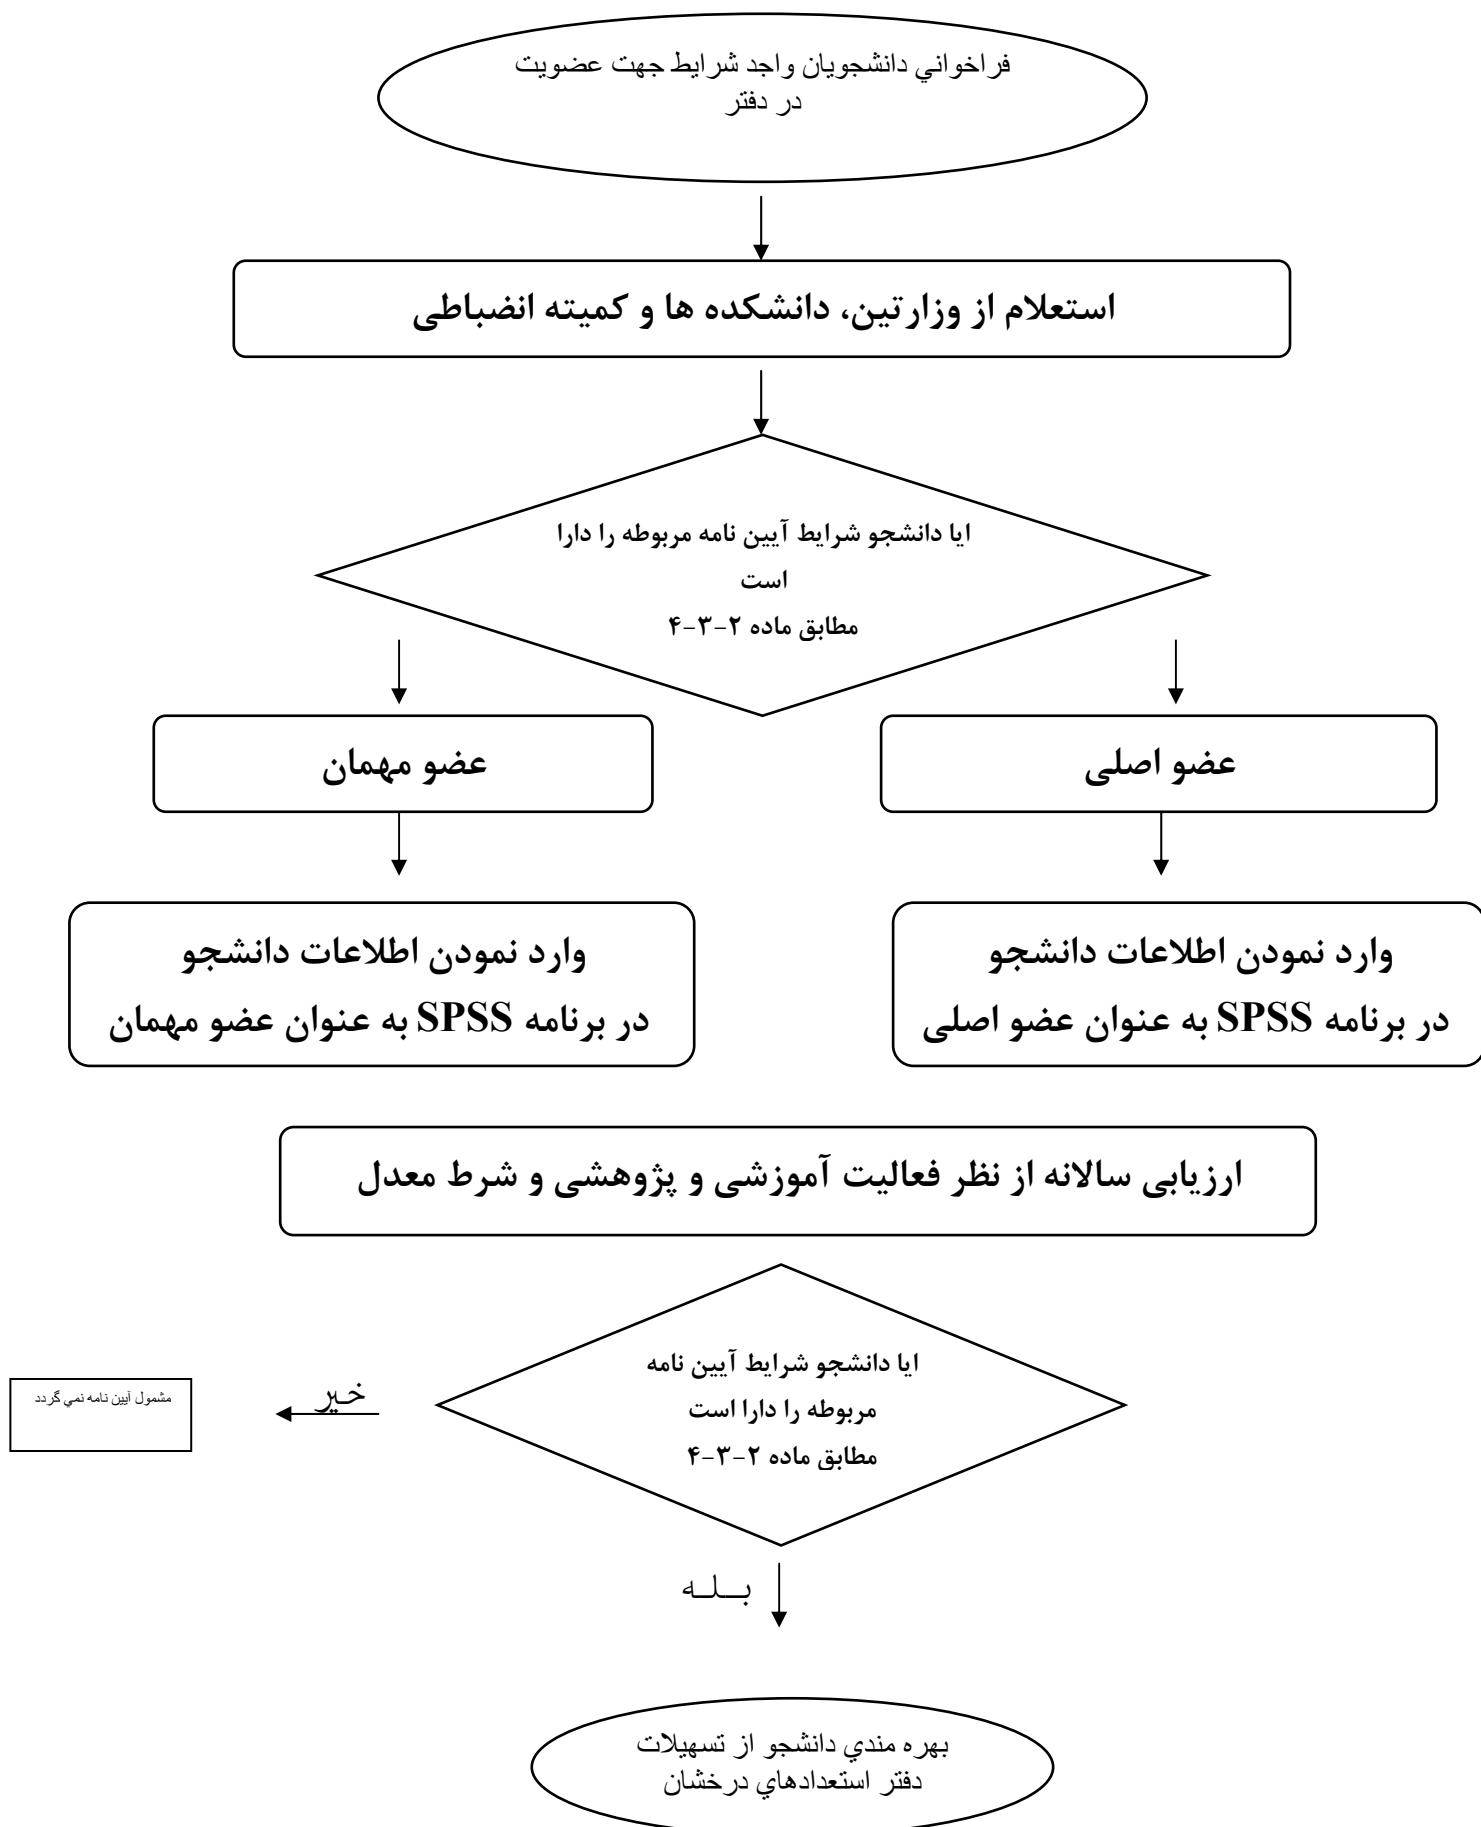 فراخواني دانشجويان واجد شرايط جهت عضويت
در دفتر
استعلام از وزارتین، دانشکده ها و کمیته انضباطی
ایا دانشجو شرایط آیین نامه مربوطه را دارا
است
مطابق ماده ۲-۳-۴
عضو اصلی
عضو مهمان
وارد نمودن اطلاعات دانشجو
در برنامه SPSS به عنوان عضو اصلی
وارد نمودن اطلاعات دانشجو
در برنامه SPSS به عنوان عضو مهمان
ارزیابی سالانه از نظر فعالیت آموزشی و پژوهشی و شرط معدل
ایا دانشجو شرایط آیین نامه
مربوطه را دارا است
مطابق ماده ۲-۳-۴
خیر
مشمول آيين نامه نمي گردد
بــلــه
بهره مندي دانشجو از تسهيلات
دفتر استعدادهاي درخشان